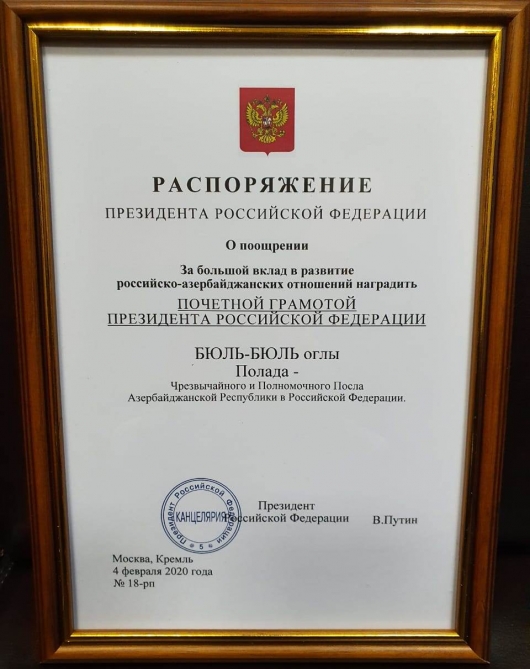 РАСПОРЯЖЕНИЕ
ПРЕЗИДЕНТА РОССИЙСКОЙ ФЕДЕРАЦИИ
О поощрении
За большой вклад в развитие
российско-азербайджанских отношений наградить
ПОЧЕТНОЙ ГРАМОТОЙ
ПРЕЗИДЕНТА РОССИЙСКОЙ ФЕДЕРАЦИИ
БЮЛЬ-БЮЛЬ оглы
Полада -
Чрезвычайного и Полномочного Посла
Азербайджанской Республики в Российской Федерации.
Президент
Российской Федерации В.Путин
Президент Российской Федерации
КАНЦЕЛЯРИЯ
* 5 *
Москва, Кремль
4 февраля 2020 года
№ 18-рп